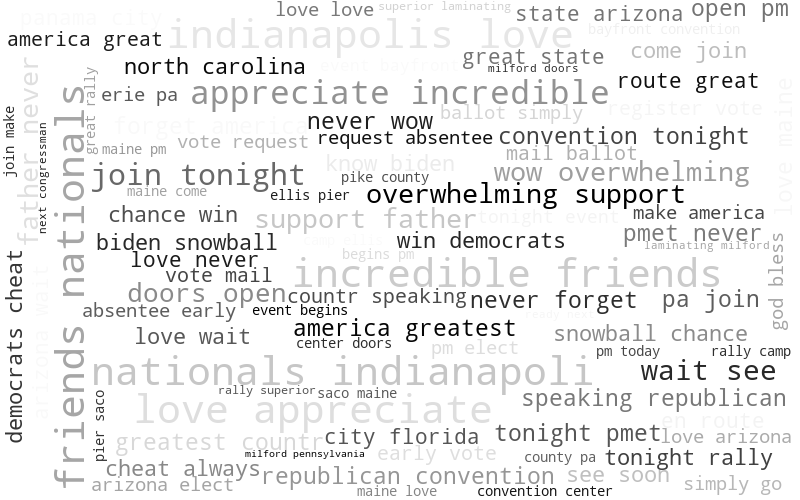 panama city
love love
superior laminating
state arizona
open pm
america great
indianapolis love
bayfront convention
great state
come join
north carolina
event bayfront
milford doors
route great
father never
great rally
erie pa
appreciate incredible
ballot simply
register vote
love maine
join make
next congressman
friends nationals
forget america
never wow
vote request
request absentee
convention tonight
maine pm
know biden
mail ballot
join tonight
pike county
wow overwhelming
maine come
ellis pier
overwhelming support
chance win
support father
tonight event
make america
biden snowball
win democrats
pmet never
laminating milford
god bless
love never
begins pm
vote mail
incredible friends
democrats cheat
arizona wait
doors open
countr speaking
never forget
pa join
absentee early
event begins
ready next
love wait
america greatest
snowball chance
center doors
pm elect
pm today
rally camp
nationals indianapoli
wait see
rally superior
saco maine
speaking republican
pier saco
love appreciate
en route
greatest countr
city florida
tonight pmet
love arizona
milford pennsylvania
early vote
county pa
tonight rally
cheat always
republican convention
see soon
simply go
arizona elect
maine love
convention center